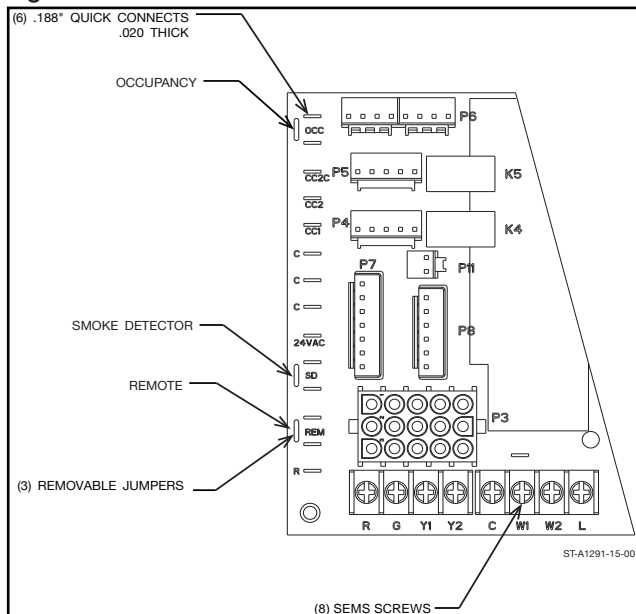 (6) .188" QUICK CONNECTS
.020 THICK
OCCUPANCY
OCC
P6
CC2C
P5
K5
CC2
CC1
P4
K4
C
P7
P11
C
C
P8
SMOKE DETECTOR
24VAC
SD
REMOTE
REM
P3
(3) REMOVABLE JUMPERS
R
R G Y1 Y2 C W1 W2 L
ST-A1291-15-00
(8) SEMS SCREWS